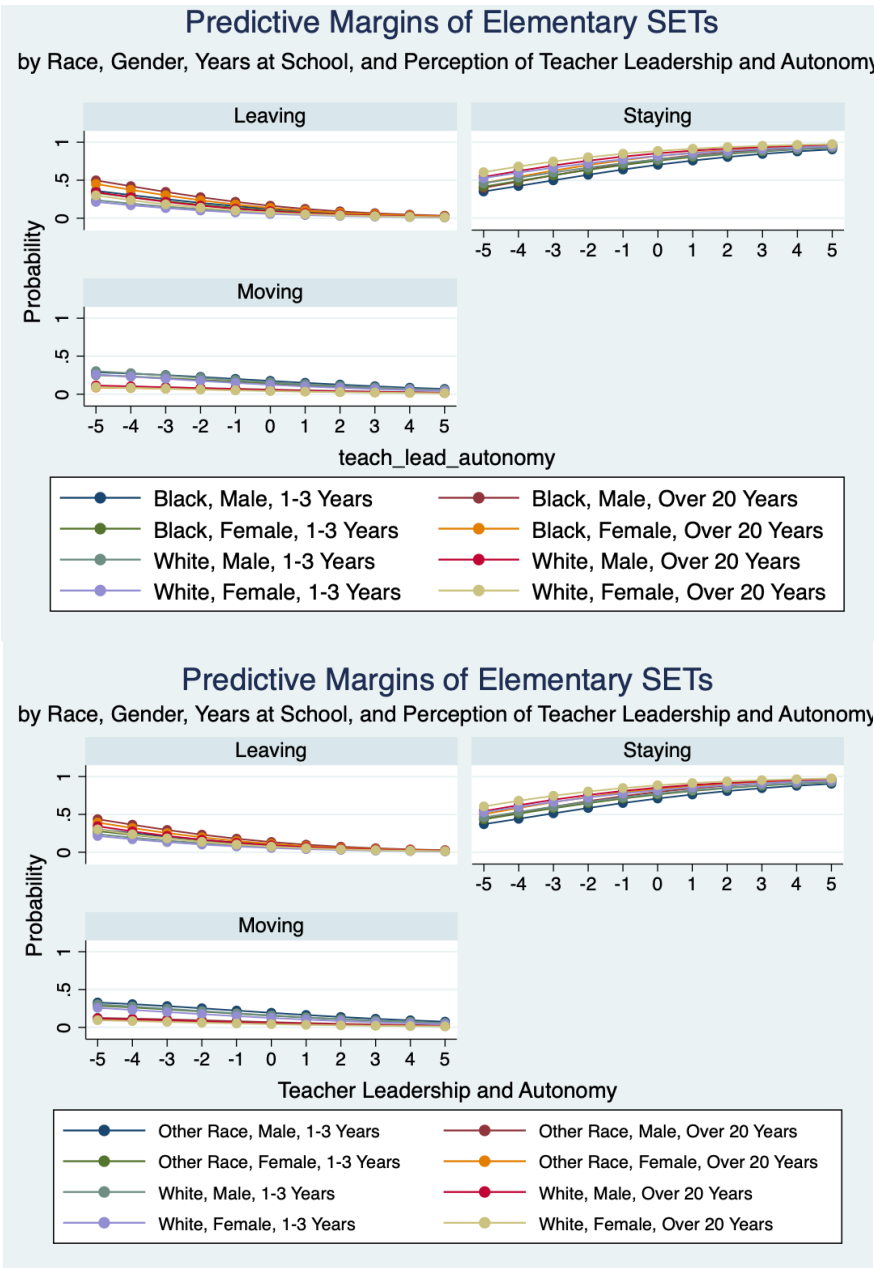 Predictive Margins of Elementary SETs
by Race, Gender, Years at School, and Perception of Teacher Leadership and Autonomy
Leaving
Staying
1
.5
0
-5 -4 -3 -2 -1 0 1 2 3 4 5
Probability
Moving
1
.5
0
-5 -4 -3 -2 -1 0 1 2 3 4 5
teach_lead_autonomy
Black, Male, 1-3 Years
Black, Male, Over 20 Years
Black, Female, 1-3 Years
Black, Female, Over 20 Years
White, Male, 1-3 Years
White, Male, Over 20 Years
White, Female, 1-3 Years
White, Female, Over 20 Years
Predictive Margins of Elementary SETs
by Race, Gender, Years at School, and Perception of Teacher Leadership and Autonomy
Leaving
Staying
1
.5
0
-5 -4 -3 -2 -1 0 1 2 3 4 5
Probability
Moving
1
.5
0
-5 -4 -3 -2 -1 0 1 2 3 4 5
Teacher Leadership and Autonomy
Other Race, Male, 1-3 Years
Other Race, Male, Over 20 Years
Other Race, Female, 1-3 Years
Other Race, Female, Over 20 Years
White, Male, 1-3 Years
White, Male, Over 20 Years
White, Female, 1-3 Years
White, Female, Over 20 Years